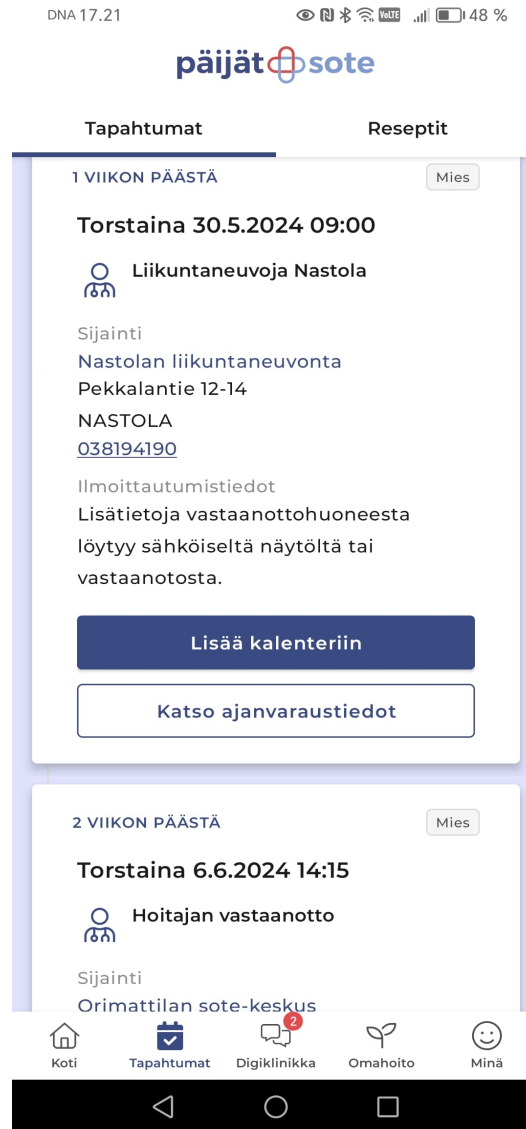 DNA 17.21
VoLTE
48 %
päijät sote
Tapahtumat
Reseptit
1 VIIKON PÄÄSTÄ
Mies
Torstaina 30.5.2024 09:00
Liikuntaneuvoja Nastola
Sijainti
Nastolan liikuntaneuvonta
Pekkalantie 12-14
NASTOLA
038194190
Ilmoittautumistiedot
Lisätietoja vastaanottohuoneesta
löytyy sähköiseltä näytöltä tai
vastaanotosta.
Lisää kalenteriin
Katso ajanvaraustiedot
2 VIIKON PÄÄSTÄ
Mies
Torstaina 6.6.2024 14:15
Hoitajan vastaanotto
Sijainti
Orimattilan sote-keskus
2
Koti
Tapahtumat
Digiklinikka
Omahoito
Minä